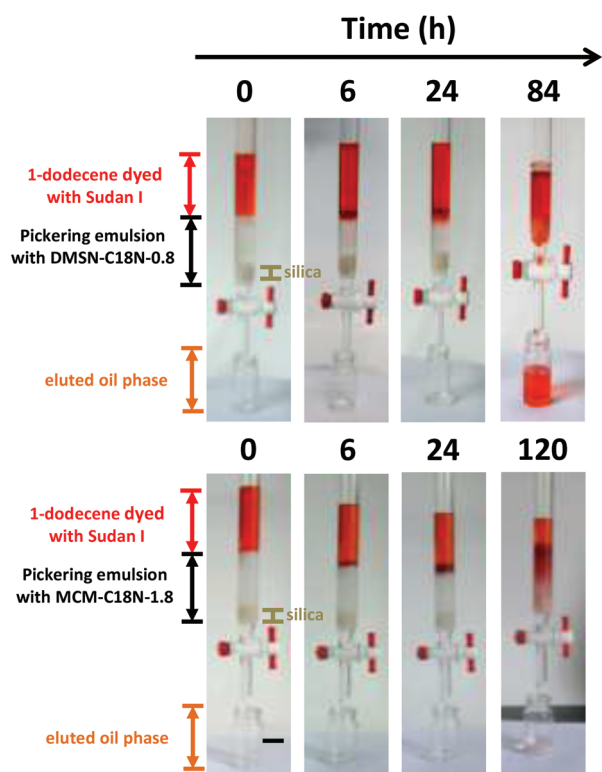 Time (h)
0 6 24 84
1-dodecene dyed
with Sudan I
Pickering emulsion
with DMSN-C18N-0.8
silica
eluted oil phase
0 6 24 120
1-dodecene dyed
with Sudan I
Pickering emulsion
with MCM-C18N-1.8
silica
eluted oil phase